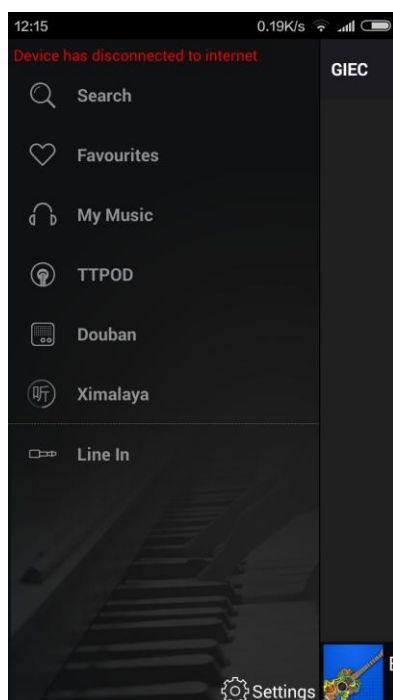 12:15 0.19K/s
Device has disconnected to internet
GIEC
Search
Favourites
My Music
TTPOD
Douban
听 Ximalaya
Line In
Settings